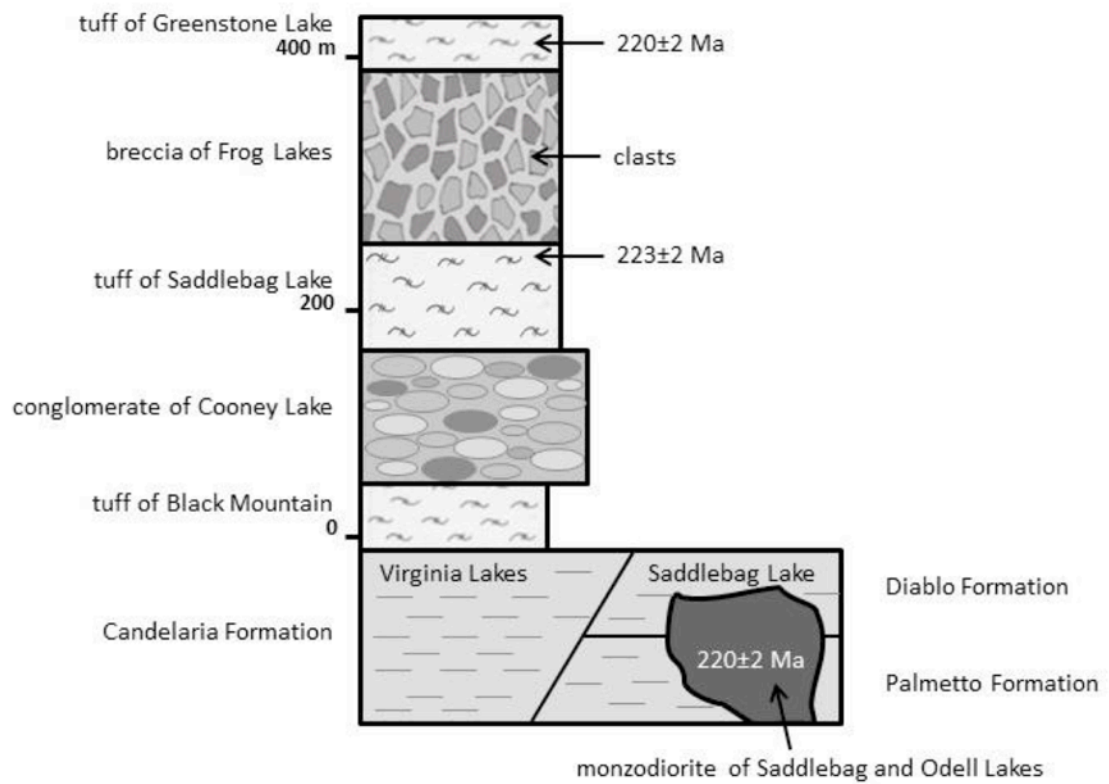 tuff of Greenstone Lake
400 m
220±2 Ma
breccia of Frog Lakes
clasts
223±2 Ma
tuff of Saddlebag Lake
200
conglomerate of Cooney Lake
tuff of Black Mountain
0
Virginia Lakes
Saddlebag Lake
Diablo Formation
Candelaria Formation
220±2 Ma
Palmetto Formation
monzodiorite of Saddlebag and Odell Lakes